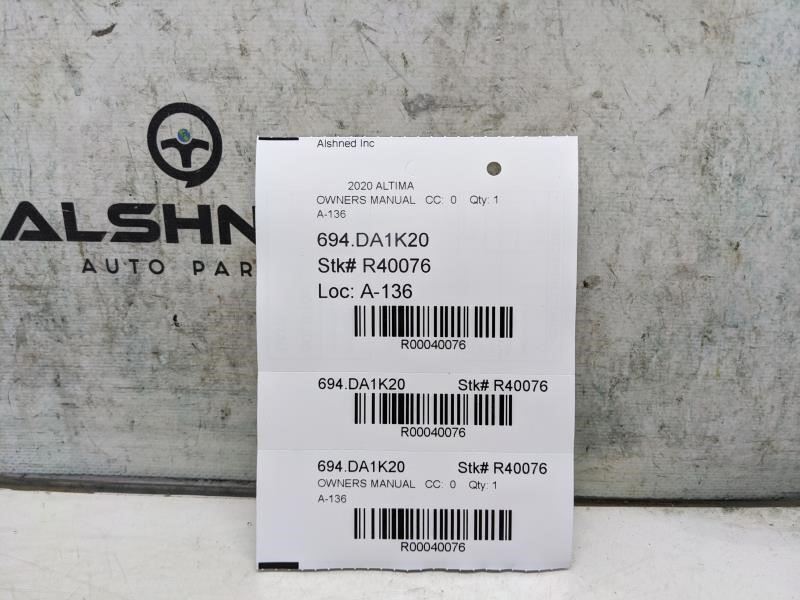 ALSHN
AUTO PAR
Alshned Inc
2020 ALTIMA
OWNERS MANUAL CC: 0 Qty: 1
A-136
694.DA1K20
Stk# R40076
Loc: A-136
R00040076
694.DA1K20 Stk# R40076
R00040076
694.DA1K20 Stk# R40076
OWNERS MANUAL CC: 0 Qty: 1
A-136
R00040076